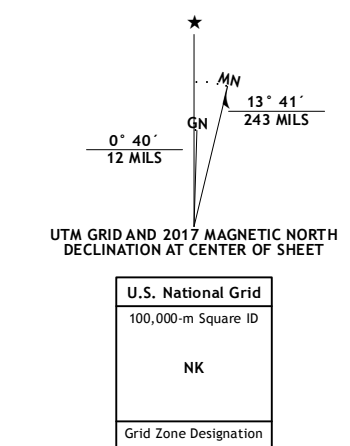 ★
MN
13° 41´
243 MILS
GN
0° 40´
12 MILS
UTM GRID AND 2017 MAGNETIC NORTH
DECLINATION AT CENTER OF SHEET
U.S. National Grid
100,000-m Square ID
NK
Grid Zone Designation